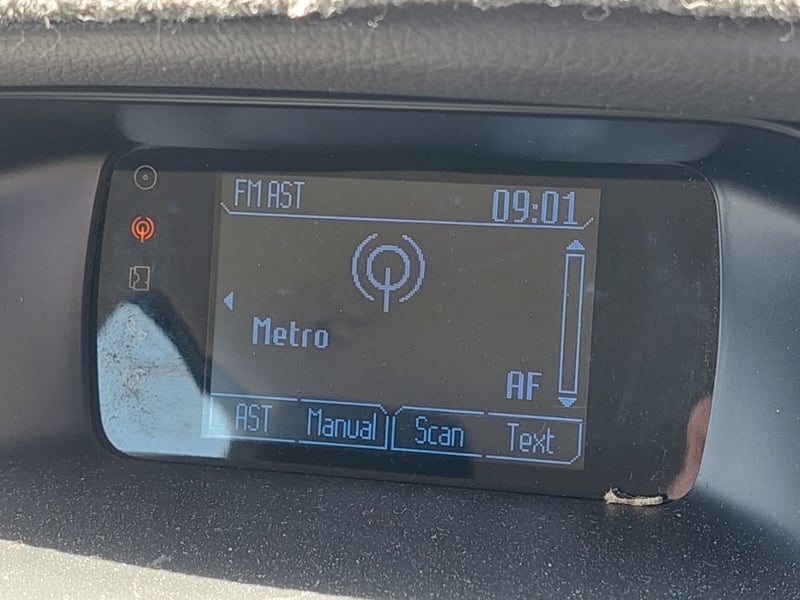 FM AST 09:01
Metro
AF
AST Manual Scan Text